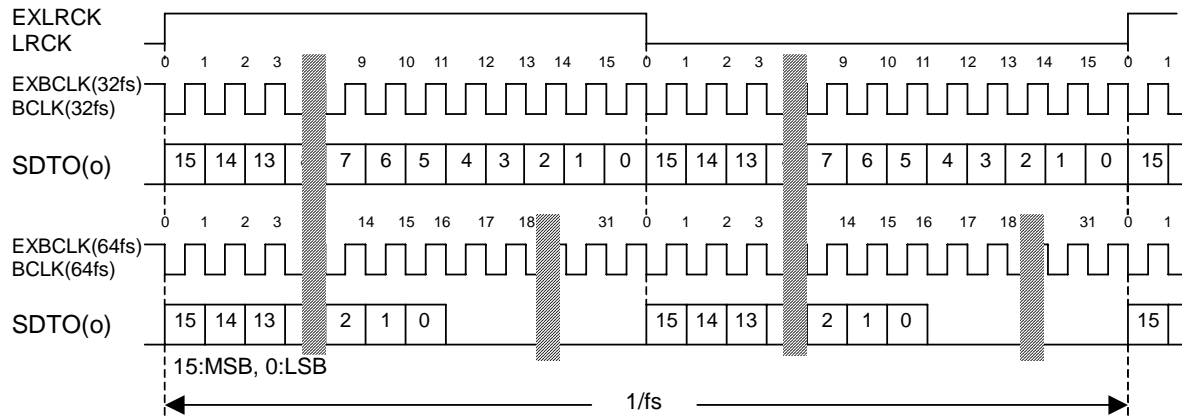 EXLRCK
LRCK
0 1 2 3 9 10 11 12 13 14 15 0 1 2 3 9 10 11 12 13 14 15 0 1
EXBCLK(32fs)
BCLK(32fs)
SDTO(o) 15 14 13 7 6 5 4 3 2 1 0 15 14 13 7 6 5 4 3 2 1 0 15
0 1 2 3 14 15 16 17 18 31 0 1 2 3 14 15 16 17 18 31 0 1
EXBCLK(64fs)
BCLK(64fs)
SDTO(o) 15 14 13 2 1 0 15 14 13 2 1 0 15
15:MSB, 0:LSB
1/fs